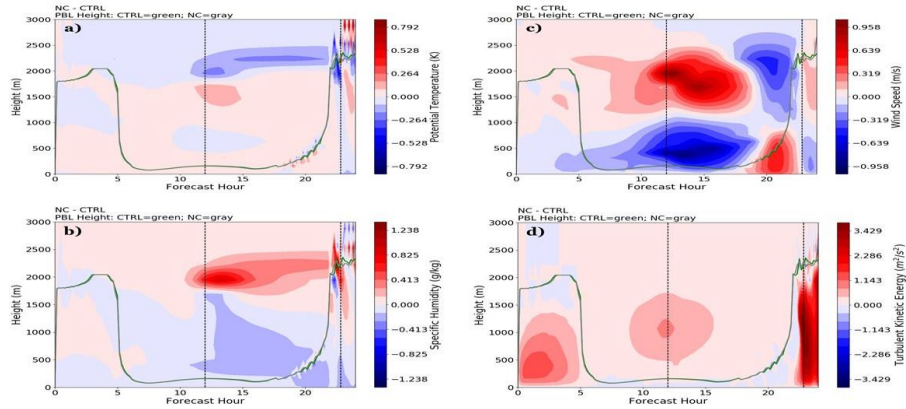 NC - CTRL
PBL Height: CTRL=green; NC=gray
a)
3000
2500
2000
1500
1000
500
0
Height (m)
0 5 10 15 20
Forecast Hour
0.792
0.528
0.264
0.000
−0.264
−0.528
−0.792
Potential Temperature (K)
NC - CTRL
PBL Height: CTRL=green; NC=gray
c)
3000
2500
2000
1500
1000
500
0
Height (m)
0 5 10 15 20
Forecast Hour
0.958
0.639
0.319
0.000
−0.319
−0.639
−0.958
Wind Speed (m/s)
NC - CTRL
PBL Height: CTRL=green; NC=gray
b)
3000
2500
2000
1500
1000
500
0
Height (m)
0 5 10 15 20
Forecast Hour
1.238
0.825
0.413
0.000
−0.413
−0.825
−1.238
Specific Humidity (g/kg)
NC - CTRL
PBL Height: CTRL=green; NC=gray
d)
3000
2500
2000
1500
1000
500
0
Height (m)
0 5 10 15 20
Forecast Hour
3.429
2.286
1.143
0.000
−1.143
−2.286
−3.429
Turbulent Kinetic Energy (m²/s²)